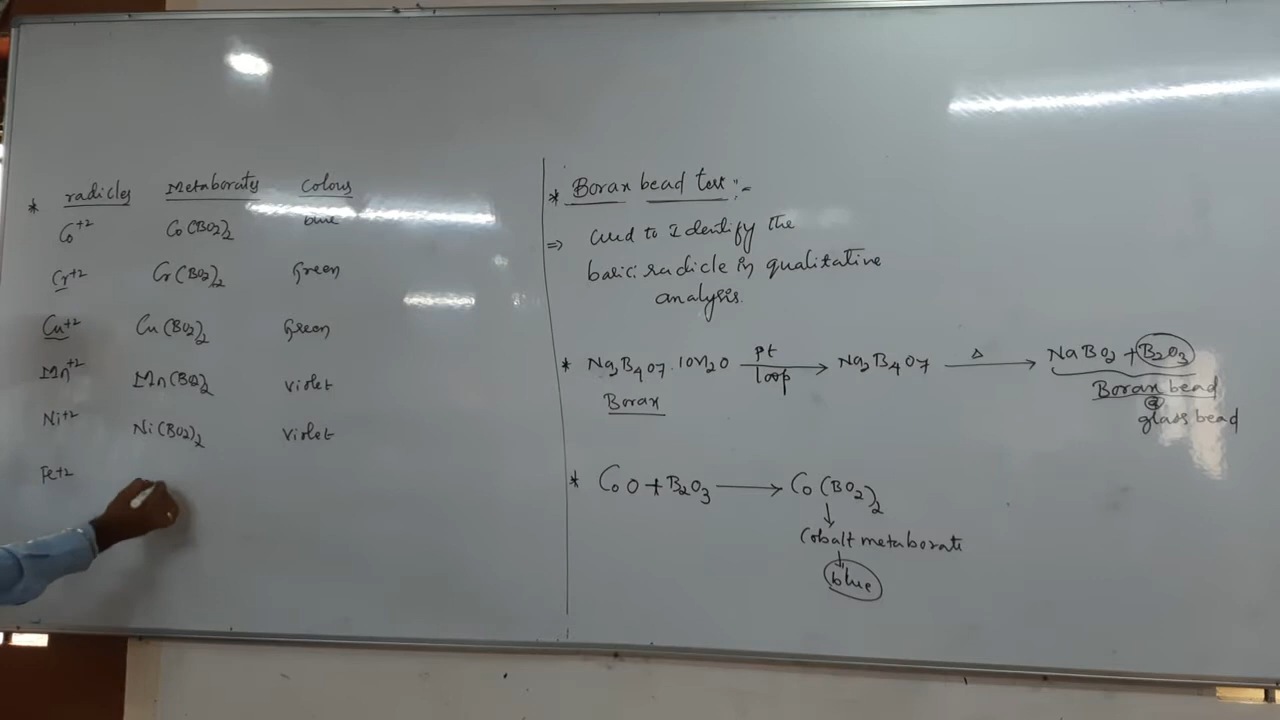 * radicles Metaborates Colous
Co+2 Co(BO2)2 blue
Cr+2 Cr(BO2)2 Green
Cu+2 Cu(BO2)2 Green
Mn+2 Mn(BO2)2 violet
Ni+2 Ni(BO2)2 violet
Fe+2
* Borax bead test :-
⇒ Used to Identify the
basic radicle in qualitative
analysis.
* Na2B4O7.10H2O pt loop → Na2B4O7 Δ → NaBO2 + B2O3
Borax
Borax bead
@
glass bead
* CoO + B2O3 → Co(BO2)2
↓
Cobalt metaborate
↓
blue